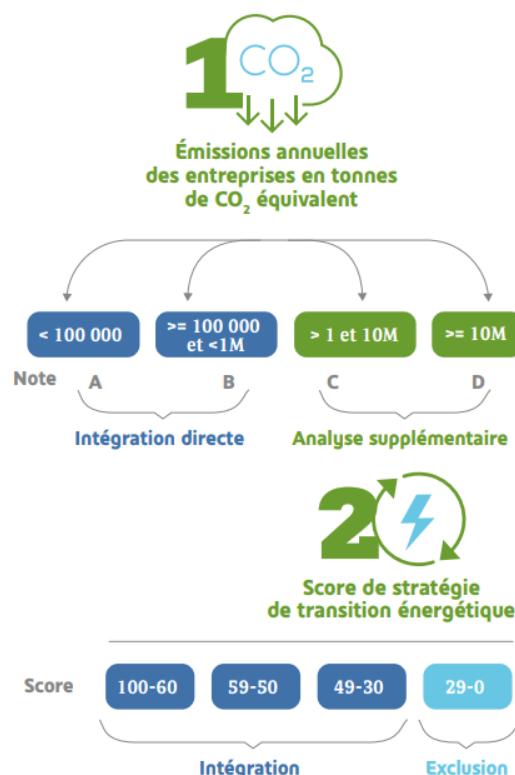 1 CO₂
Émissions annuelles
des entreprises en tonnes
de CO₂ équivalent
< 100 000
>= 100 000
et <1M
> 1 et 10M
>= 10M
Note A B C D
Intégration directe
Analyse supplémentaire
2
Score de stratégie
de transition énergétique
Score 100-60 59-50 49-30 29-0
Intégration
Exclusion